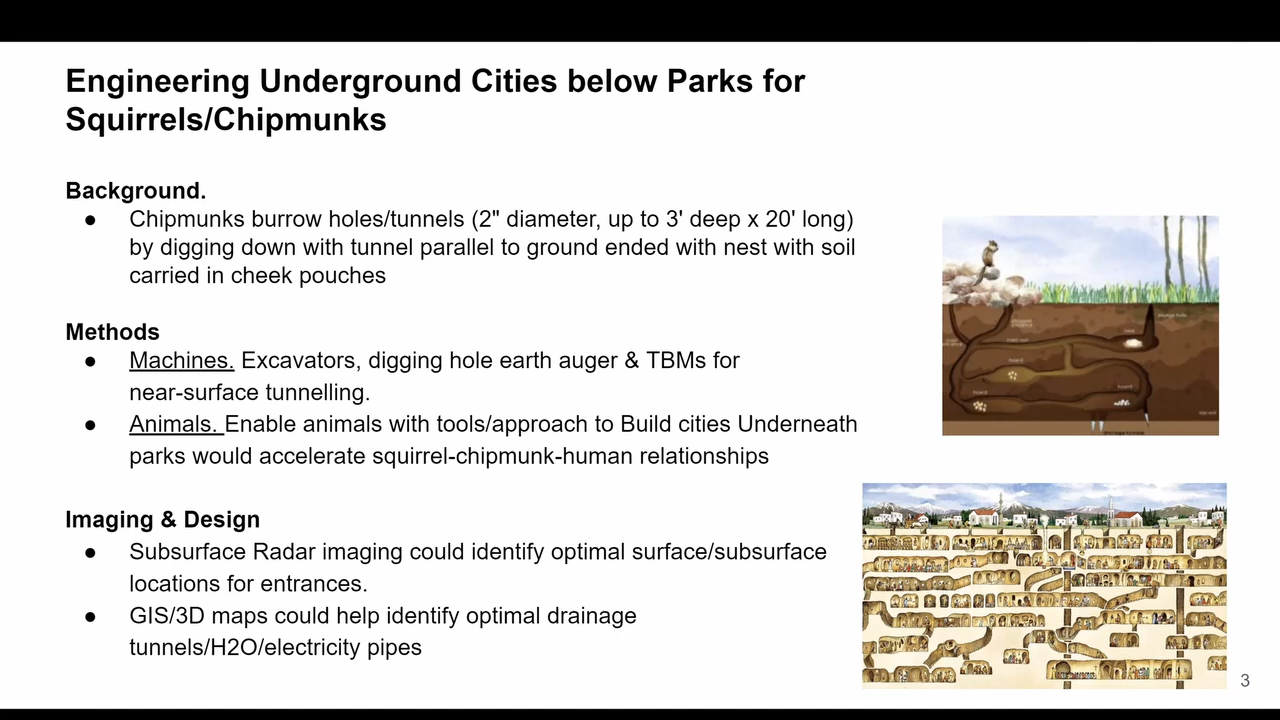 Engineering Underground Cities below Parks for
Squirrels/Chipmunks
Background.
● Chipmunks burrow holes/tunnels (2" diameter, up to 3' deep x 20' long)
by digging down with tunnel parallel to ground ended with nest with soil
carried in cheek pouches
Methods
● Machines. Excavators, digging hole earth auger & TBMs for
near-surface tunnelling.
● Animals. Enable animals with tools/approach to Build cities Underneath
parks would accelerate squirrel-chipmunk-human relationships
Imaging & Design
● Subsurface Radar imaging could identify optimal surface/subsurface
locations for entrances.
● GIS/3D maps could help identify optimal drainage
tunnels/H2O/electricity pipes
3